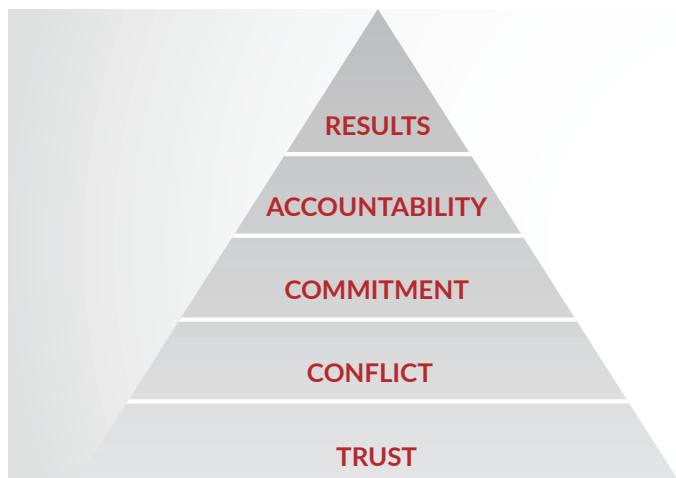 RESULTS
ACCOUNTABILITY
COMMITMENT
CONFLICT
TRUST